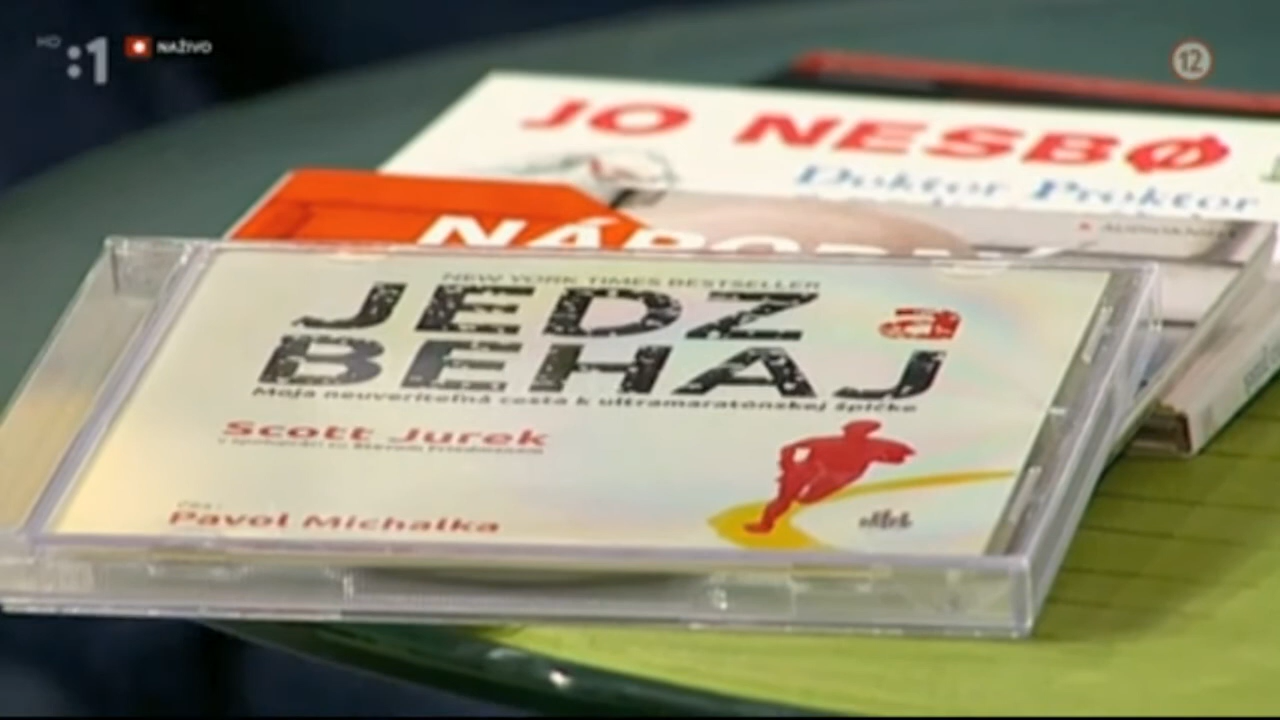 HD :1 NAŽIVO
12
JO NESBØ
Doktor Proktor
NEW YORK TIMES BESTSELLER
JEDZ a
BEHAJ
Moja neuveriteľná cesta k ultramaratónskej špičke
Scott Jurek
Pavol Michalka